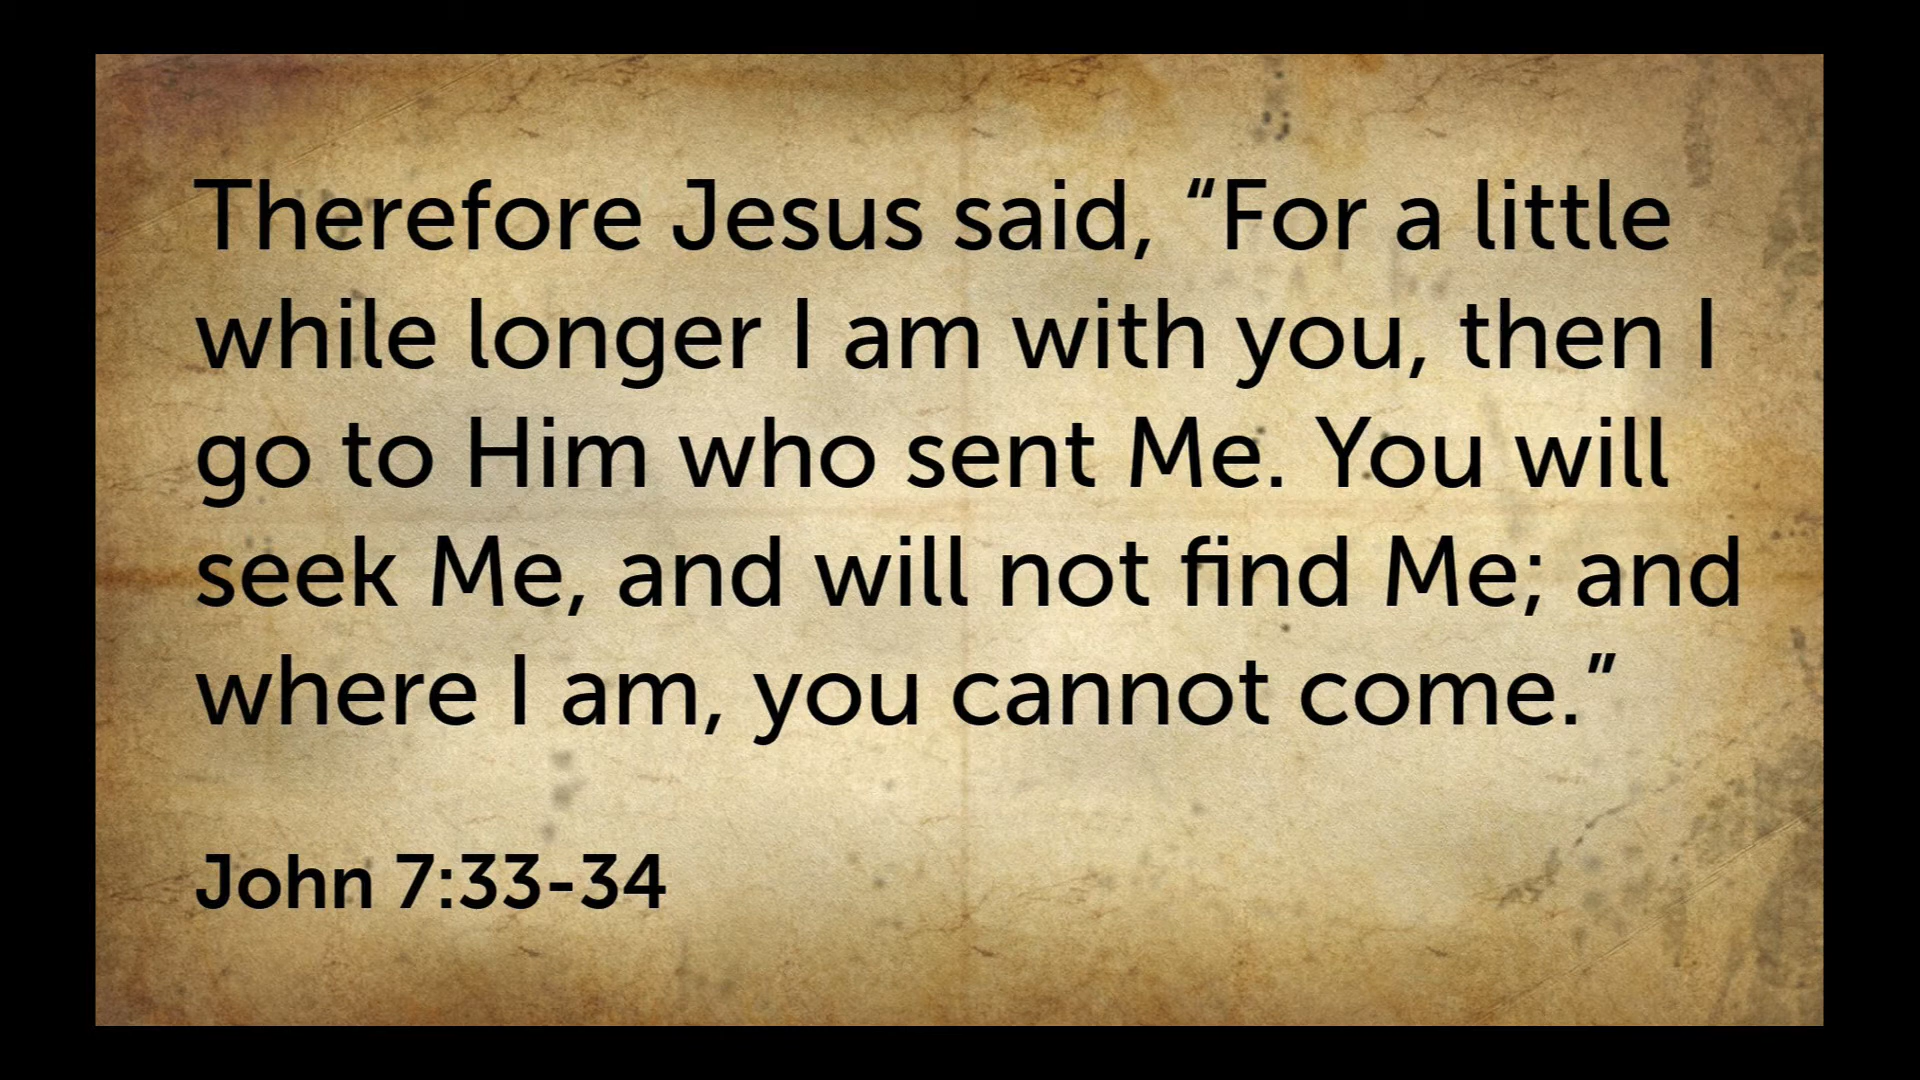 Therefore Jesus said, “For a little
while longer I am with you, then I
go to Him who sent Me. You will
seek Me, and will not find Me; and
where I am, you cannot come.”
John 7:33-34